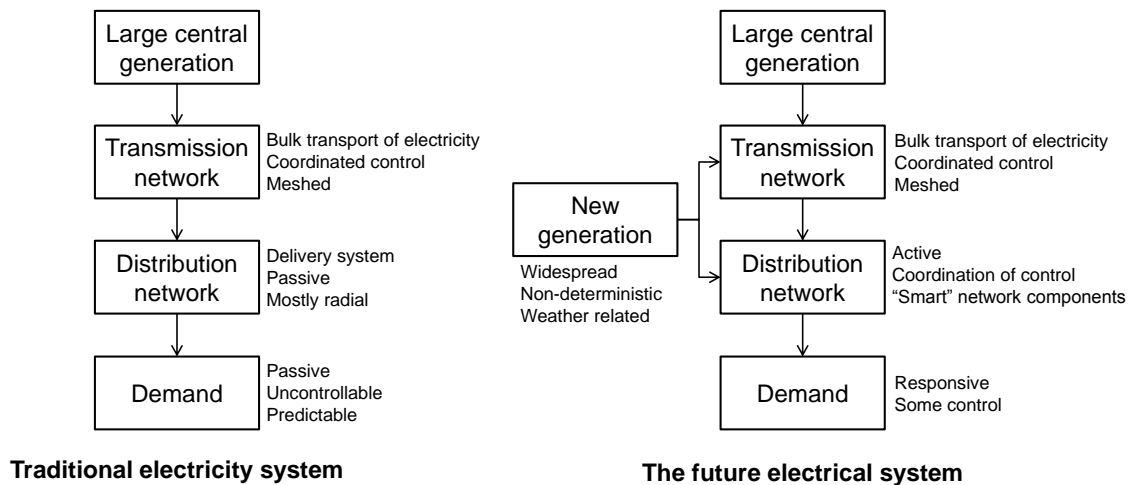 Large central
generation
Transmission
network
Bulk transport of electricity
Coordinated control
Meshed
Distribution
network
Delivery system
Passive
Mostly radial
Demand
Passive
Uncontrollable
Predictable
Traditional electricity system
Large central
generation
Transmission
network
Bulk transport of electricity
Coordinated control
Meshed
New
generation
Widespread
Non-deterministic
Weather related
Distribution
network
Active
Coordination of control
“Smart” network components
Demand
Responsive
Some control
The future electrical system